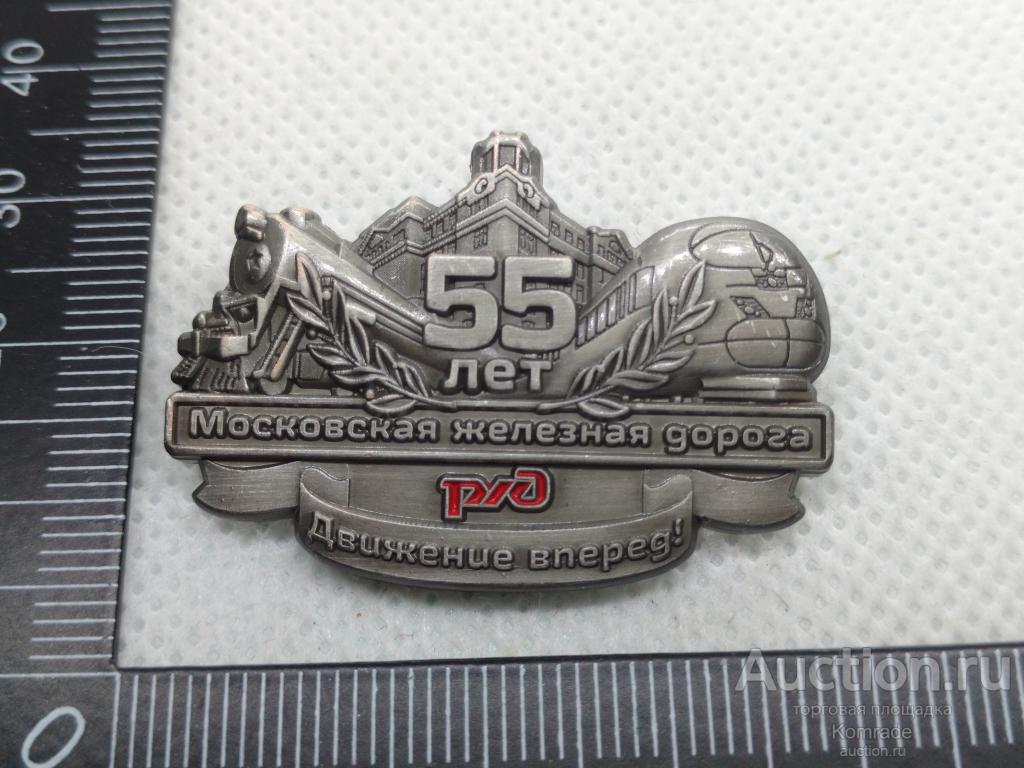 40
30
0
55
лет
Московская железная дорога
РЖД
Движение вперед!
Auction.ru
торговая площадка
Komrade
auction.ru